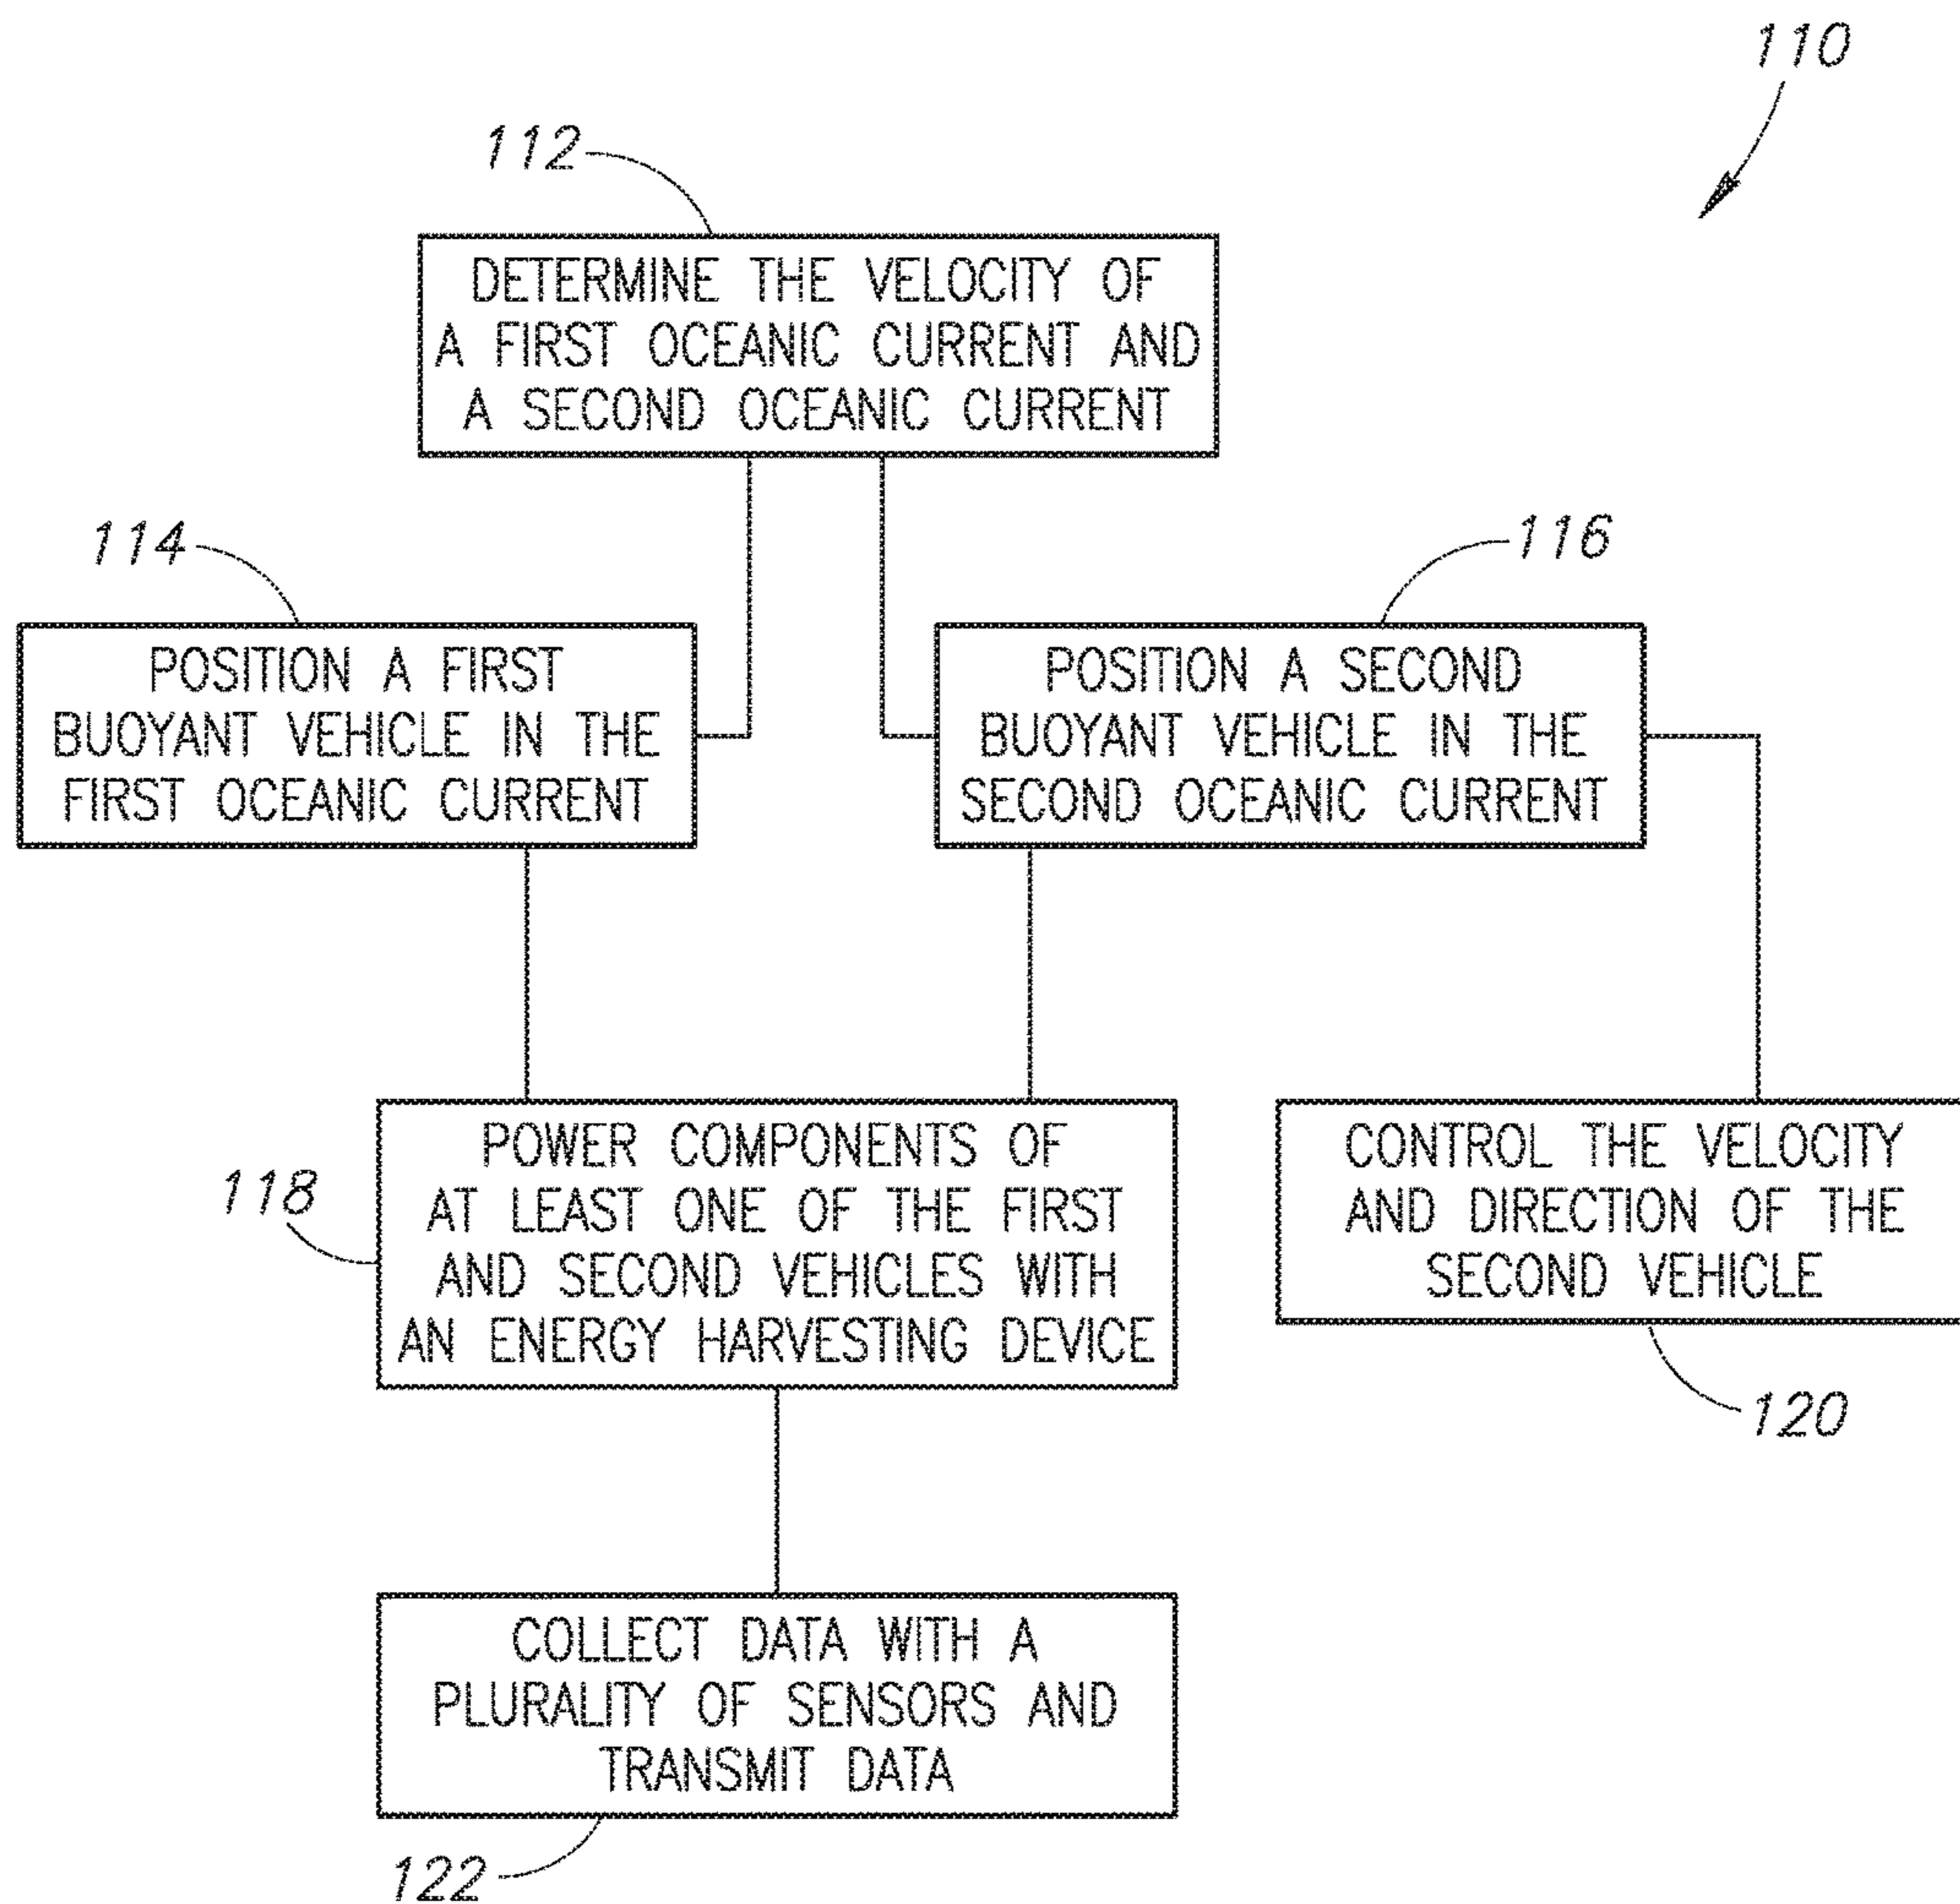 110
112
DETERMINE THE VELOCITY OF
A FIRST OCEANIC CURRENT AND
A SECOND OCEANIC CURRENT
114
POSITION A FIRST
BUOYANT VEHICLE IN THE
FIRST OCEANIC CURRENT
116
POSITION A SECOND
BUOYANT VEHICLE IN THE
SECOND OCEANIC CURRENT
118
POWER COMPONENTS OF
AT LEAST ONE OF THE FIRST
AND SECOND VEHICLES WITH
AN ENERGY HARVESTING DEVICE
CONTROL THE VELOCITY
AND DIRECTION OF THE
SECOND VEHICLE
120
COLLECT DATA WITH A
PLURALITY OF SENSORS AND
TRANSMIT DATA
122